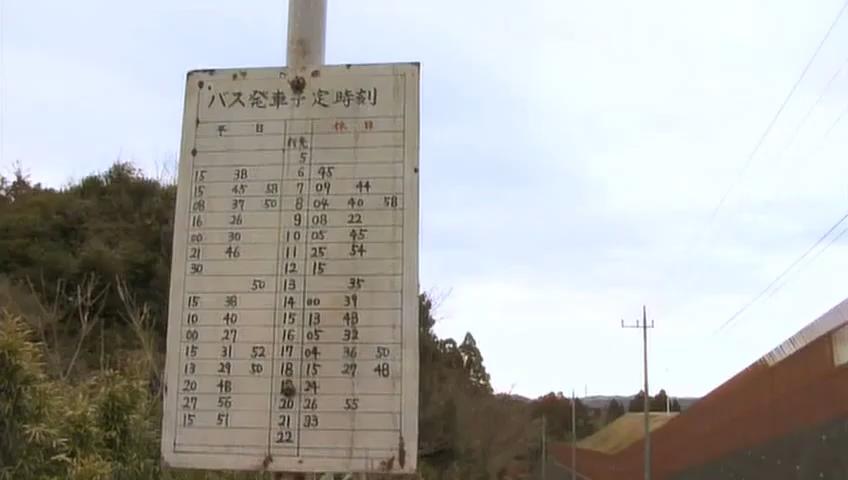 バス発車予定時刻
平 日 休 日
行先
5
15 38 6 45
15 45 58 7 09 44
08 37 50 8 04 40 58
16 26 9 08 22
00 30 10 05 45
21 46 11 25 54
30 12 15
50 13 35
15 38 14 00 39
10 40 15 13 48
00 27 16 05 32
15 31 52 17 04 36 50
13 29 50 18 15 27 48
20 48 19 24
27 56 20 26 55
15 51 21 33
22